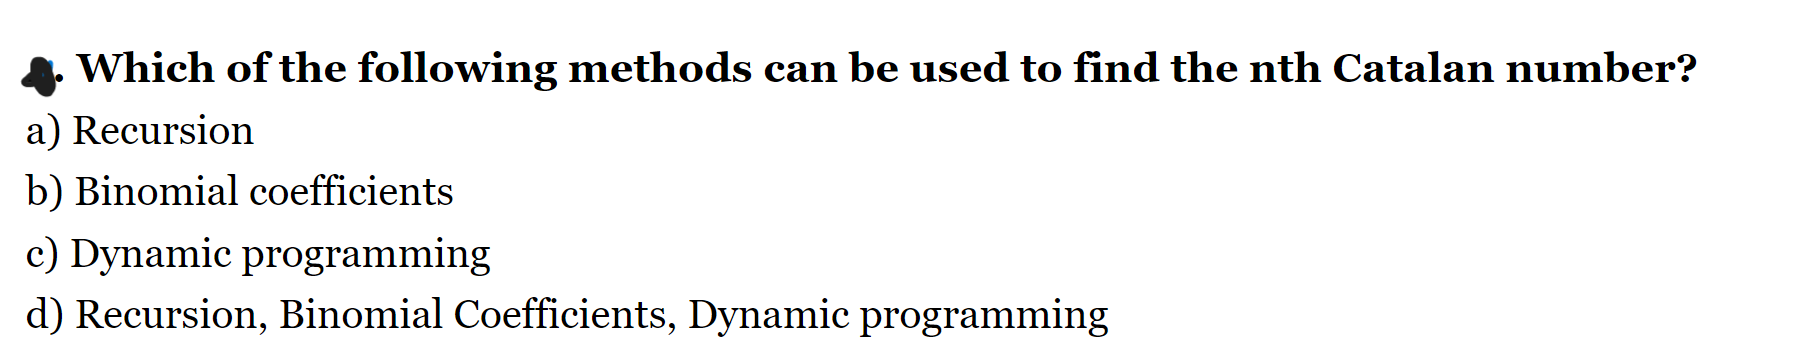 . Which of the following methods can be used to find the nth Catalan number?
a) Recursion
b) Binomial coefficients
c) Dynamic programming
d) Recursion, Binomial Coefficients, Dynamic programming